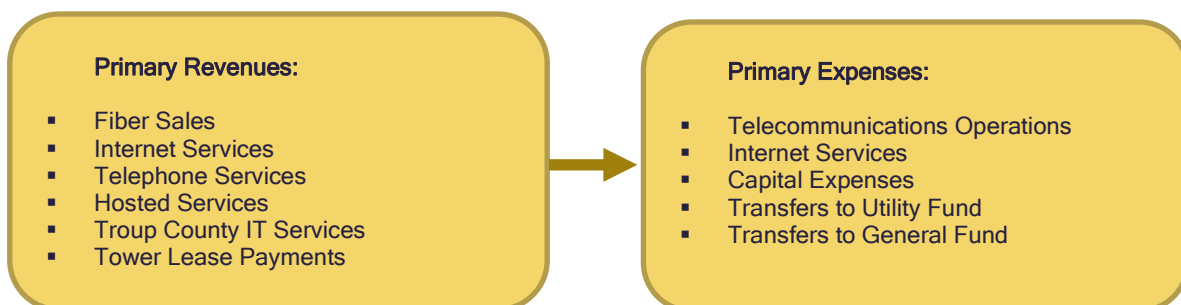 Primary Revenues:
▪ Fiber Sales
▪ Internet Services
▪ Telephone Services
▪ Hosted Services
▪ Troup County IT Services
▪ Tower Lease Payments
Primary Expenses:
▪ Telecommunications Operations
▪ Internet Services
▪ Capital Expenses
▪ Transfers to Utility Fund
▪ Transfers to General Fund